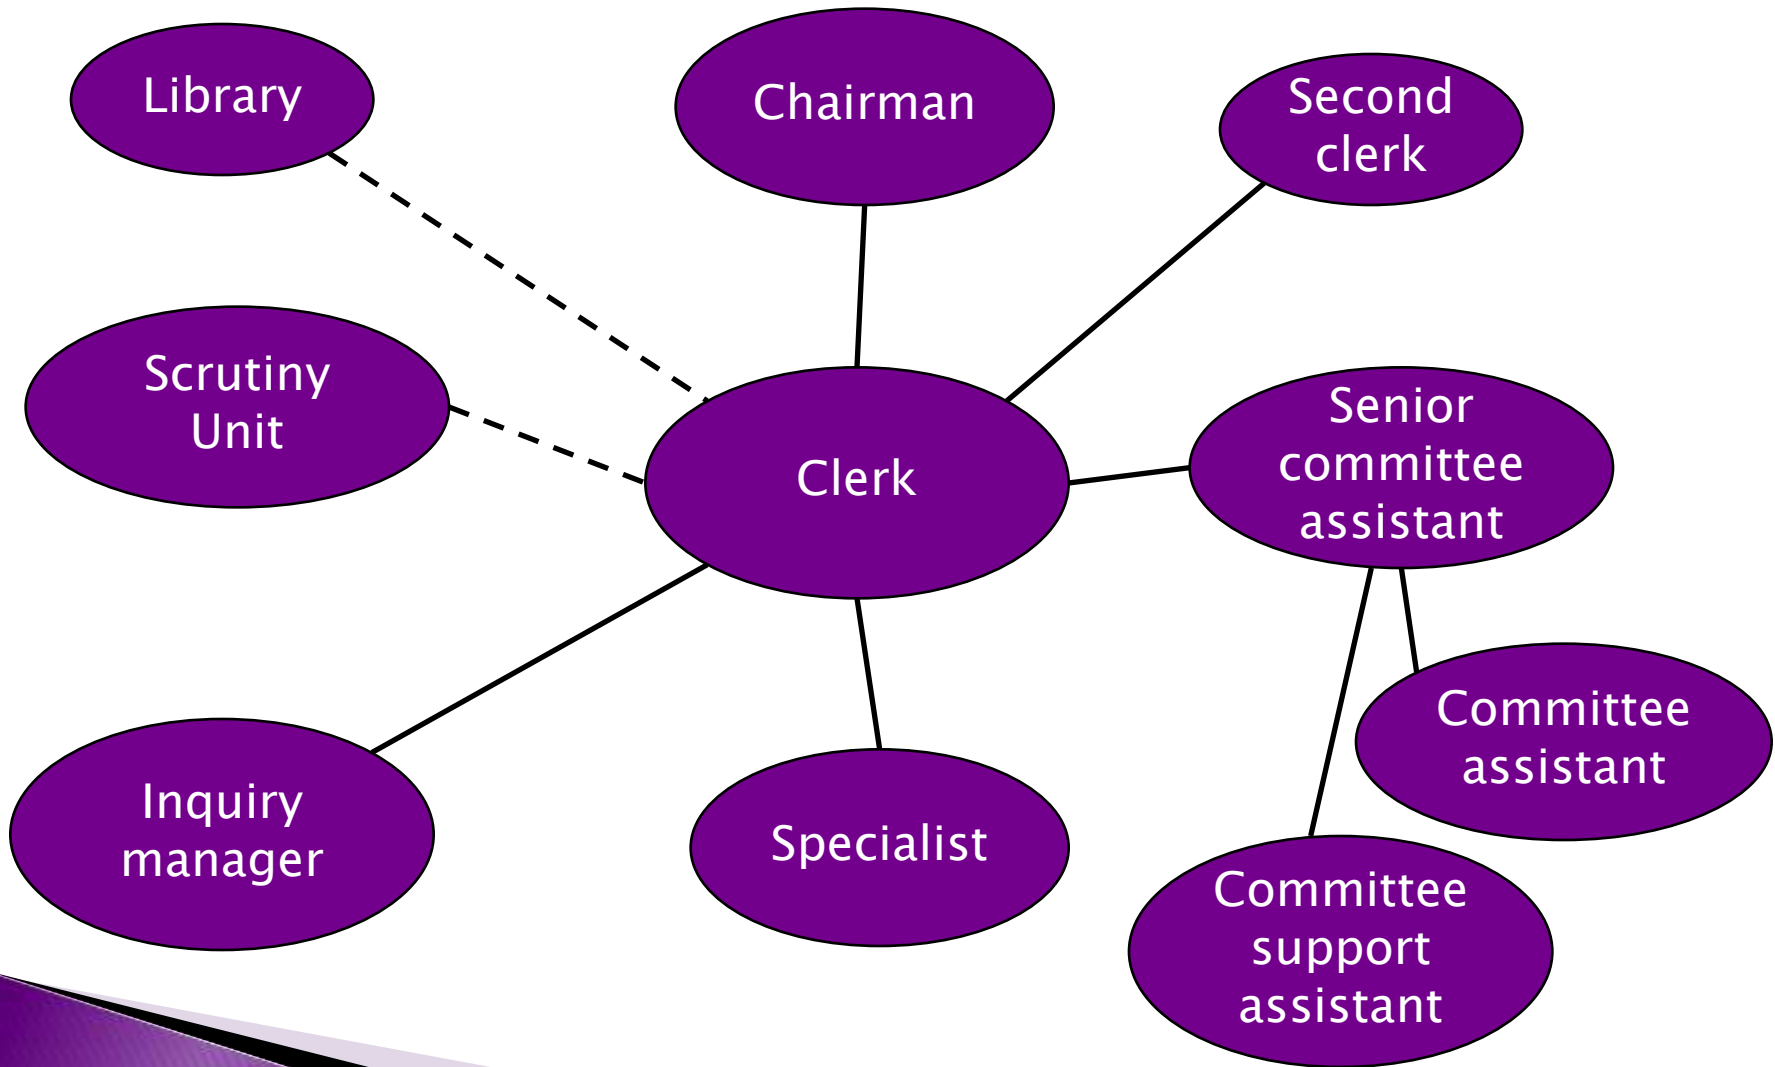 Library
Chairman
Second
clerk
Scrutiny
Unit
Clerk
Senior
committee
assistant
Inquiry
manager
Specialist
Committee
assistant
Committee
support
assistant